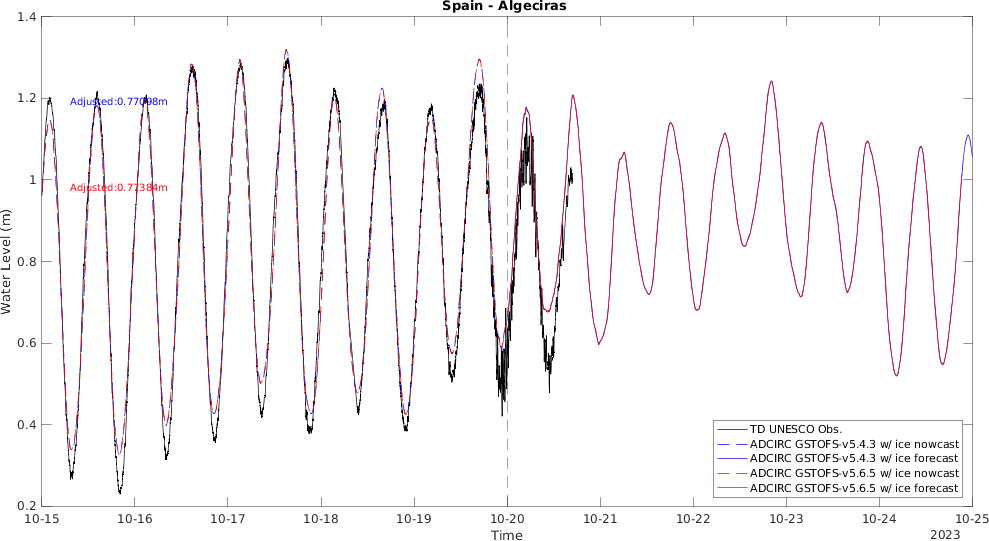 Spain - Algeciras
1.4
1.2
1
0.8
0.6
0.4
0.2
Water Level (m)
Adjusted:0.77098m
Adjusted:0.77384m
TD UNESCO Obs.
ADCIRC GSTOFS-v5.4.3 w/ ice nowcast
ADCIRC GSTOFS-v5.4.3 w/ ice forecast
ADCIRC GSTOFS-v5.6.5 w/ ice nowcast
ADCIRC GSTOFS-v5.6.5 w/ ice forecast
10-15 10-16 10-17 10-18 10-19 10-20 10-21 10-22 10-23 10-24 10-25
Time
2023